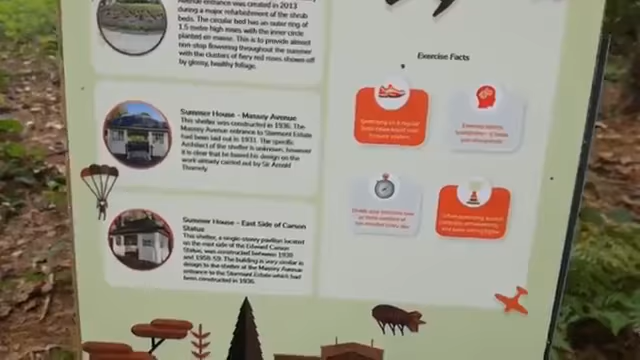 Avenue entrance was created in 2013
during a major refurbishment of the shrub
beds. The circular bed has an outer ring of
1.5 metre high roses with the inner circle
planted en masse. This is to provide almost
non-stop flowering throughout the summer
with the clusters of fiery red roses shown off
by glossy, healthy foliage.
Summer House - Massey Avenue
This shelter was constructed in 1936. The
Massey Avenue entrance to Stormont Estate
had been laid out in 1931. The specific
Architect of the shelter is unknown, however
it is clear that he based his design on the
work already carried out by Sir Arnold
Thornely
Summer House - East Side of Carson
Statue
This shelter, a single-storey pavilion located
on the east side of the Edward Carson
Statue, was constructed between 1939
and 1958-59. The building is very similar in
design to the shelter at the Massey Avenue
entrance to the Stormont Estate which had
been constructed in 1936.
Exercise Facts